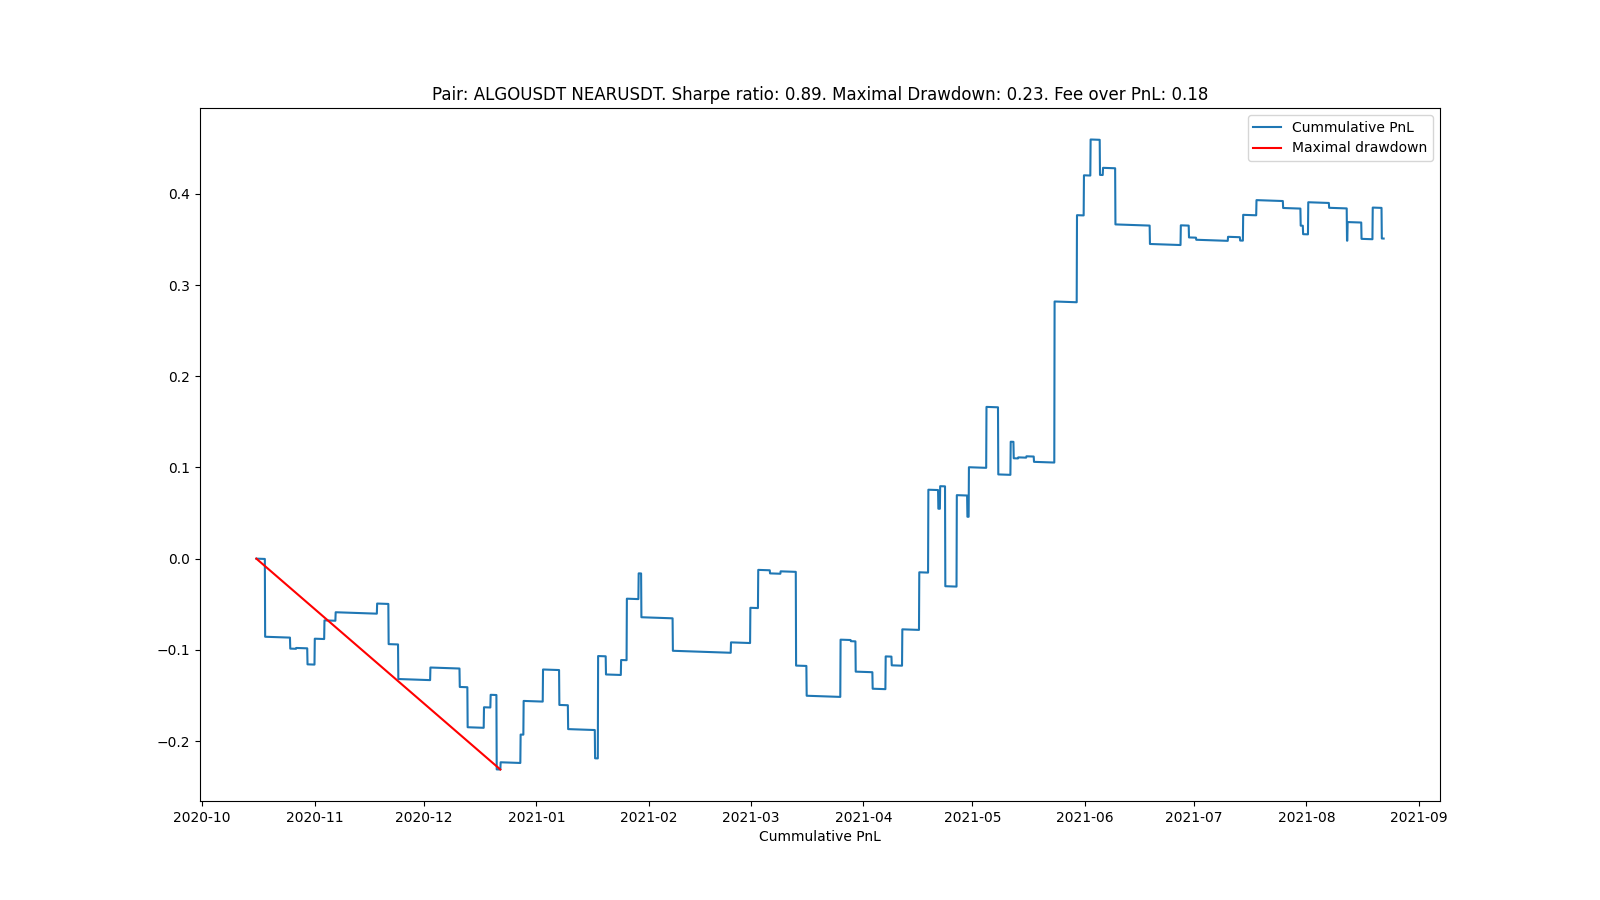 Pair: ALGOUSDT NEARUSDT. Sharpe ratio: 0.89. Maximal Drawdown: 0.23. Fee over PnL: 0.18
Cummulative PnL
Maximal drawdown
0.4
0.3
0.2
0.1
0.0
−0.1
−0.2
2020-10 2020-11 2020-12 2021-01 2021-02 2021-03 2021-04 2021-05 2021-06 2021-07 2021-08 2021-09
Cummulative PnL